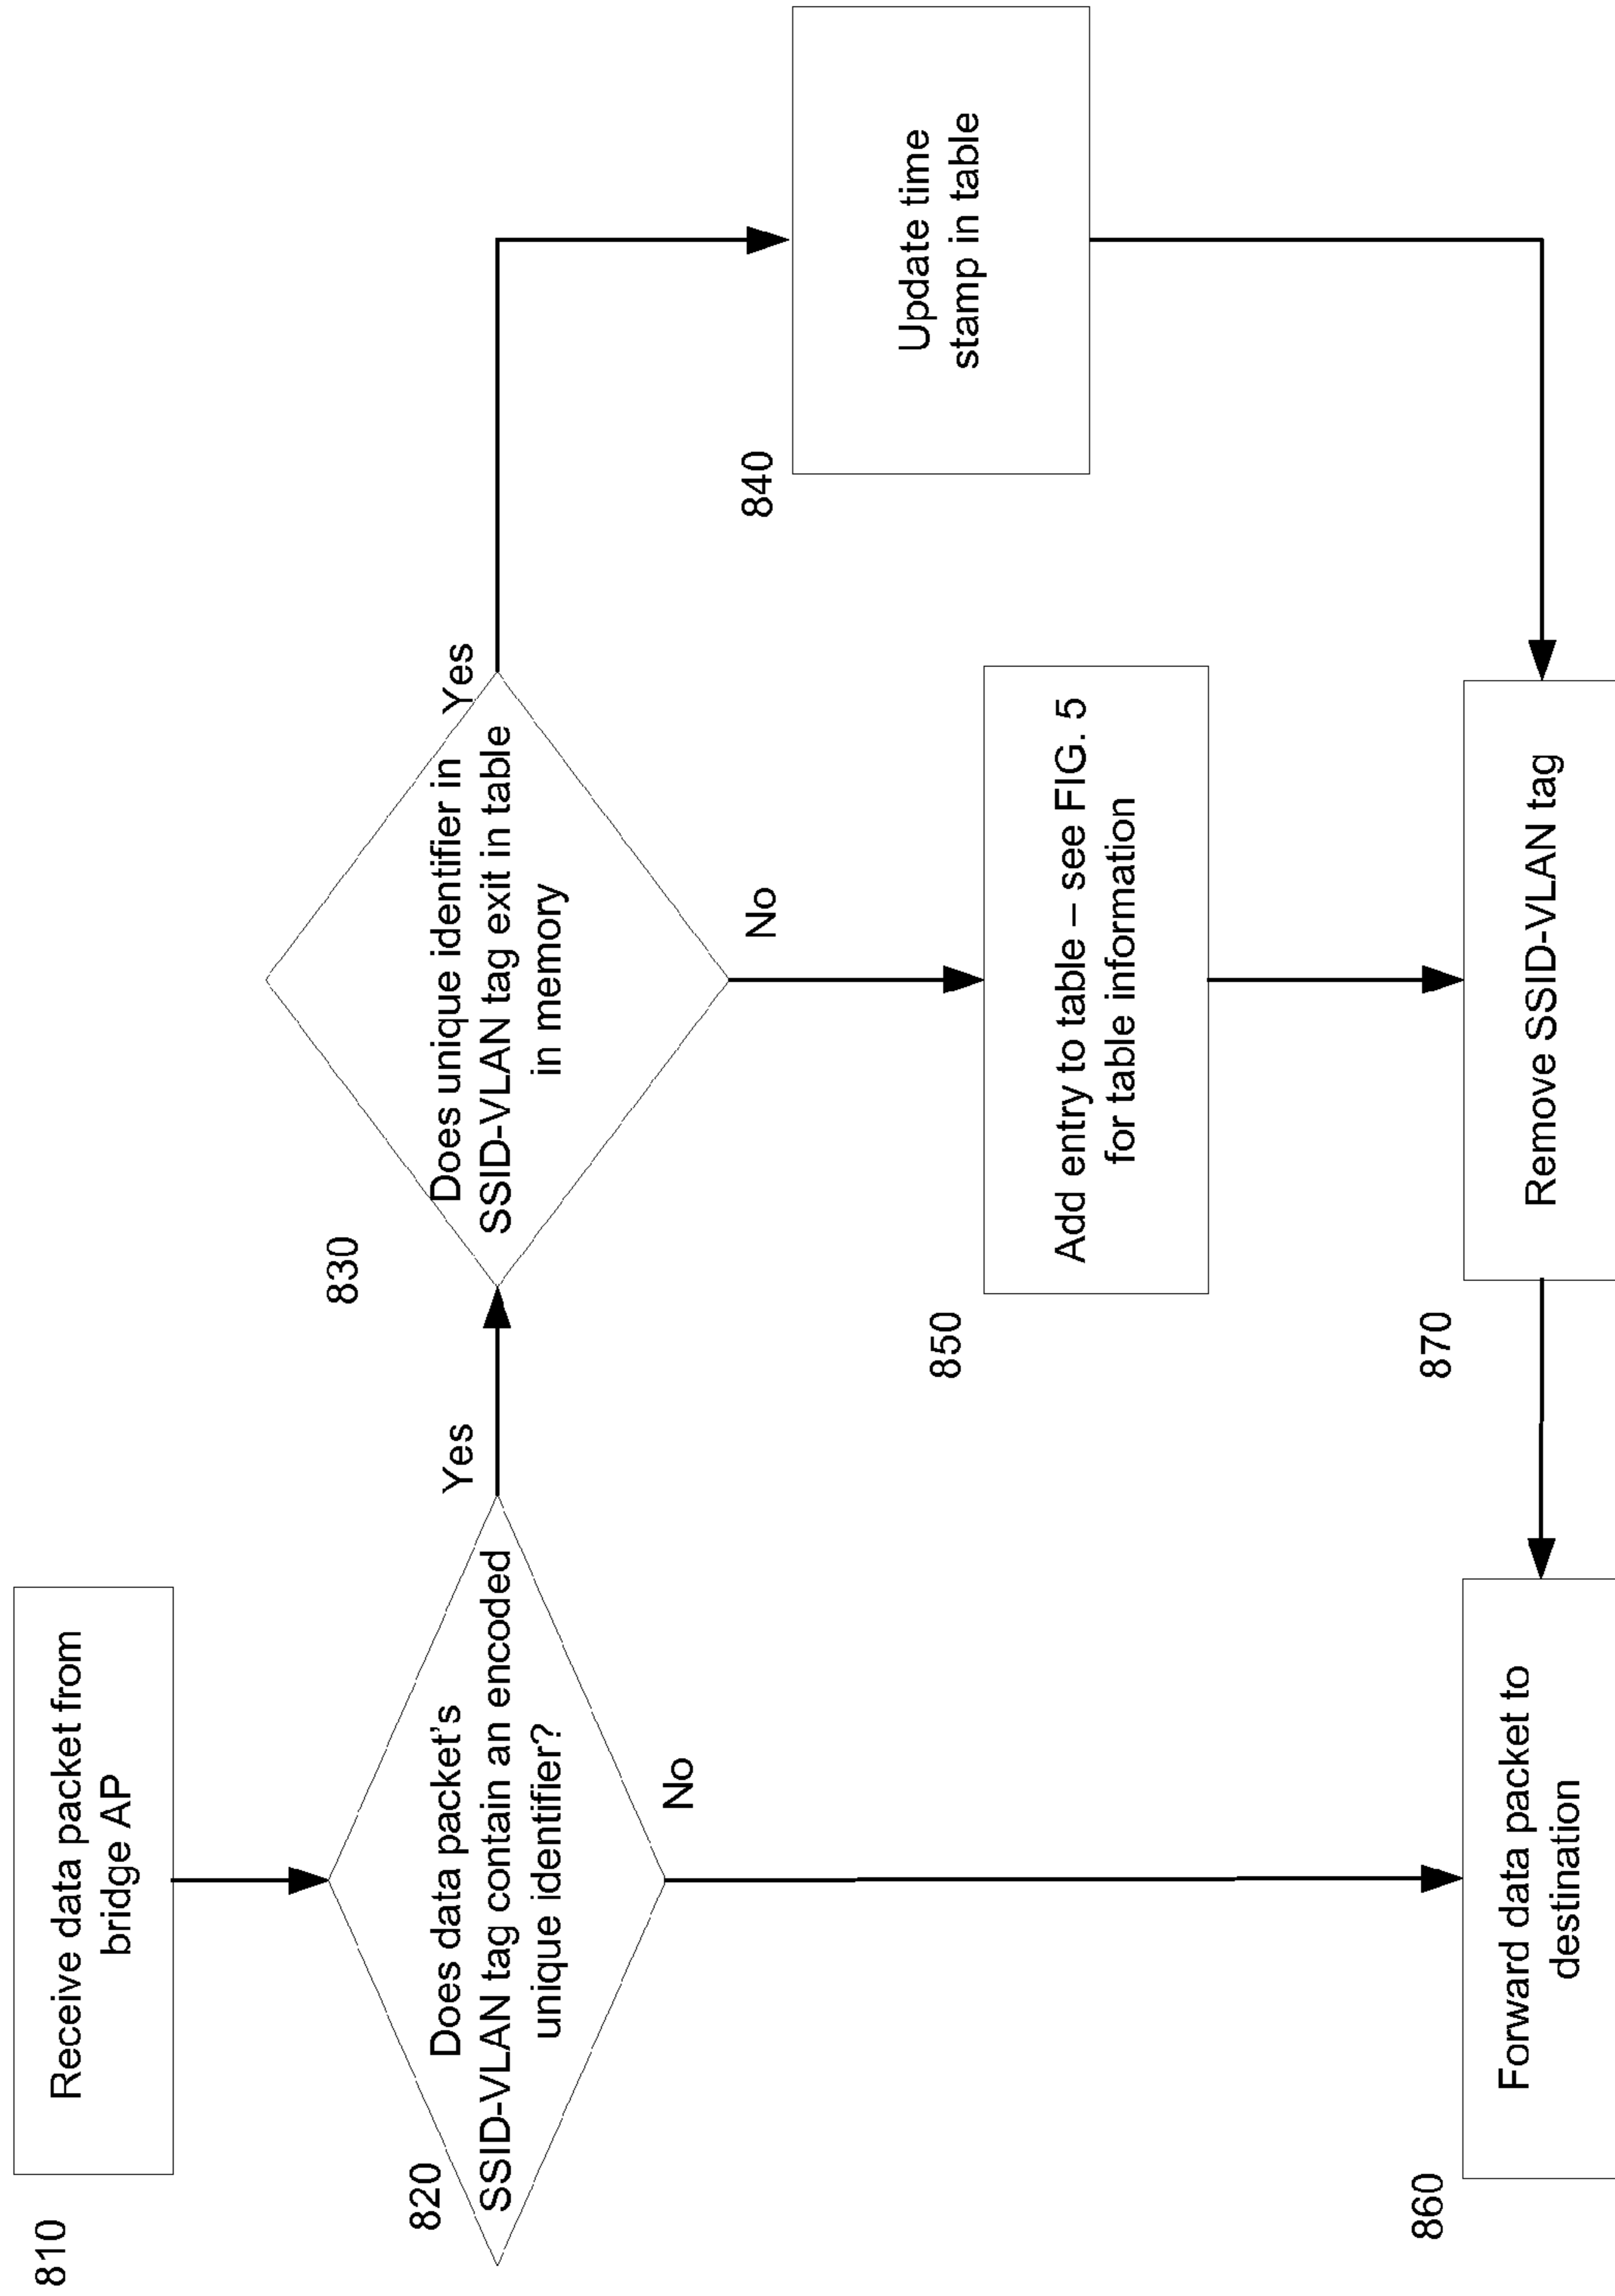 810
Receive data packet from
bridge AP
820
Does data packet's
SSID-VLAN tag contain an encoded
unique identifier?
Yes
No
830
Does unique identifier in
SSID-VLAN tag exit in table
in memory
Yes
No
840
Update time
stamp in table
850
Add entry to table – see FIG. 5
for table information
860
Forward data packet to
destination
870
Remove SSID-VLAN tag